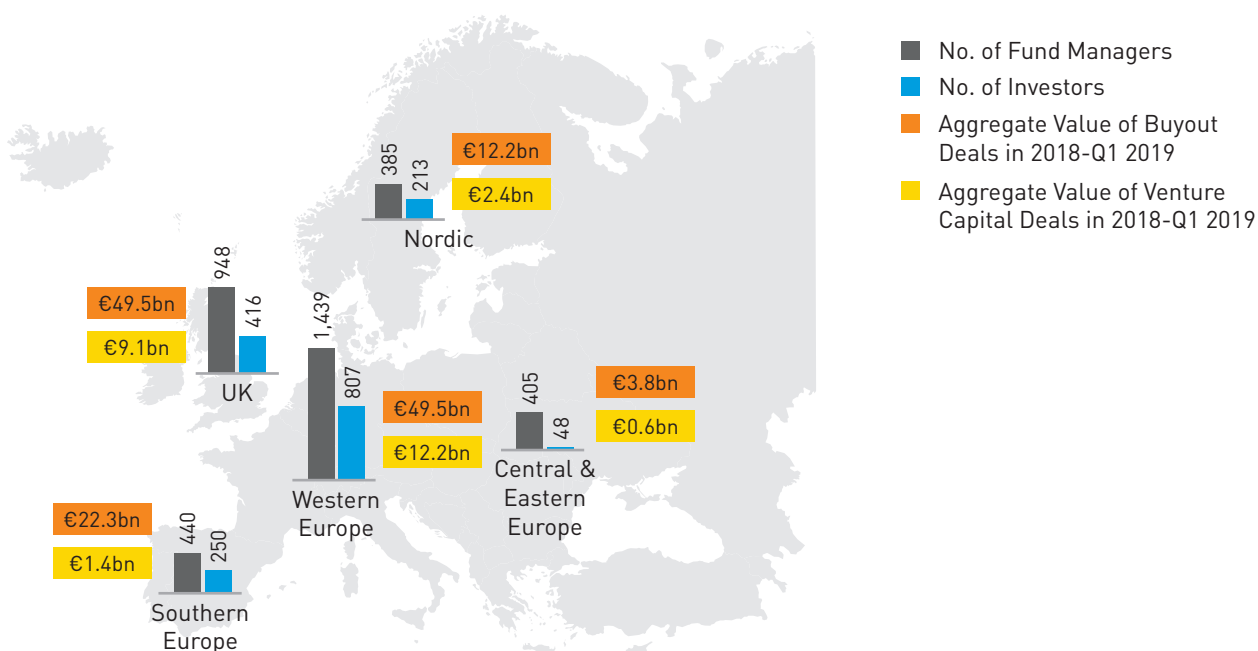 No. of Fund Managers
No. of Investors
Aggregate Value of Buyout
Deals in 2018-Q1 2019
Aggregate Value of Venture
Capital Deals in 2018-Q1 2019
385
213
€12.2bn
€2.4bn
Nordic
€49.5bn
€9.1bn
948
416
UK
1,439
807
€49.5bn
€12.2bn
Western
Europe
405
48
€3.8bn
€0.6bn
Central &
Eastern
Europe
€22.3bn
€1.4bn
440
250
Southern
Europe